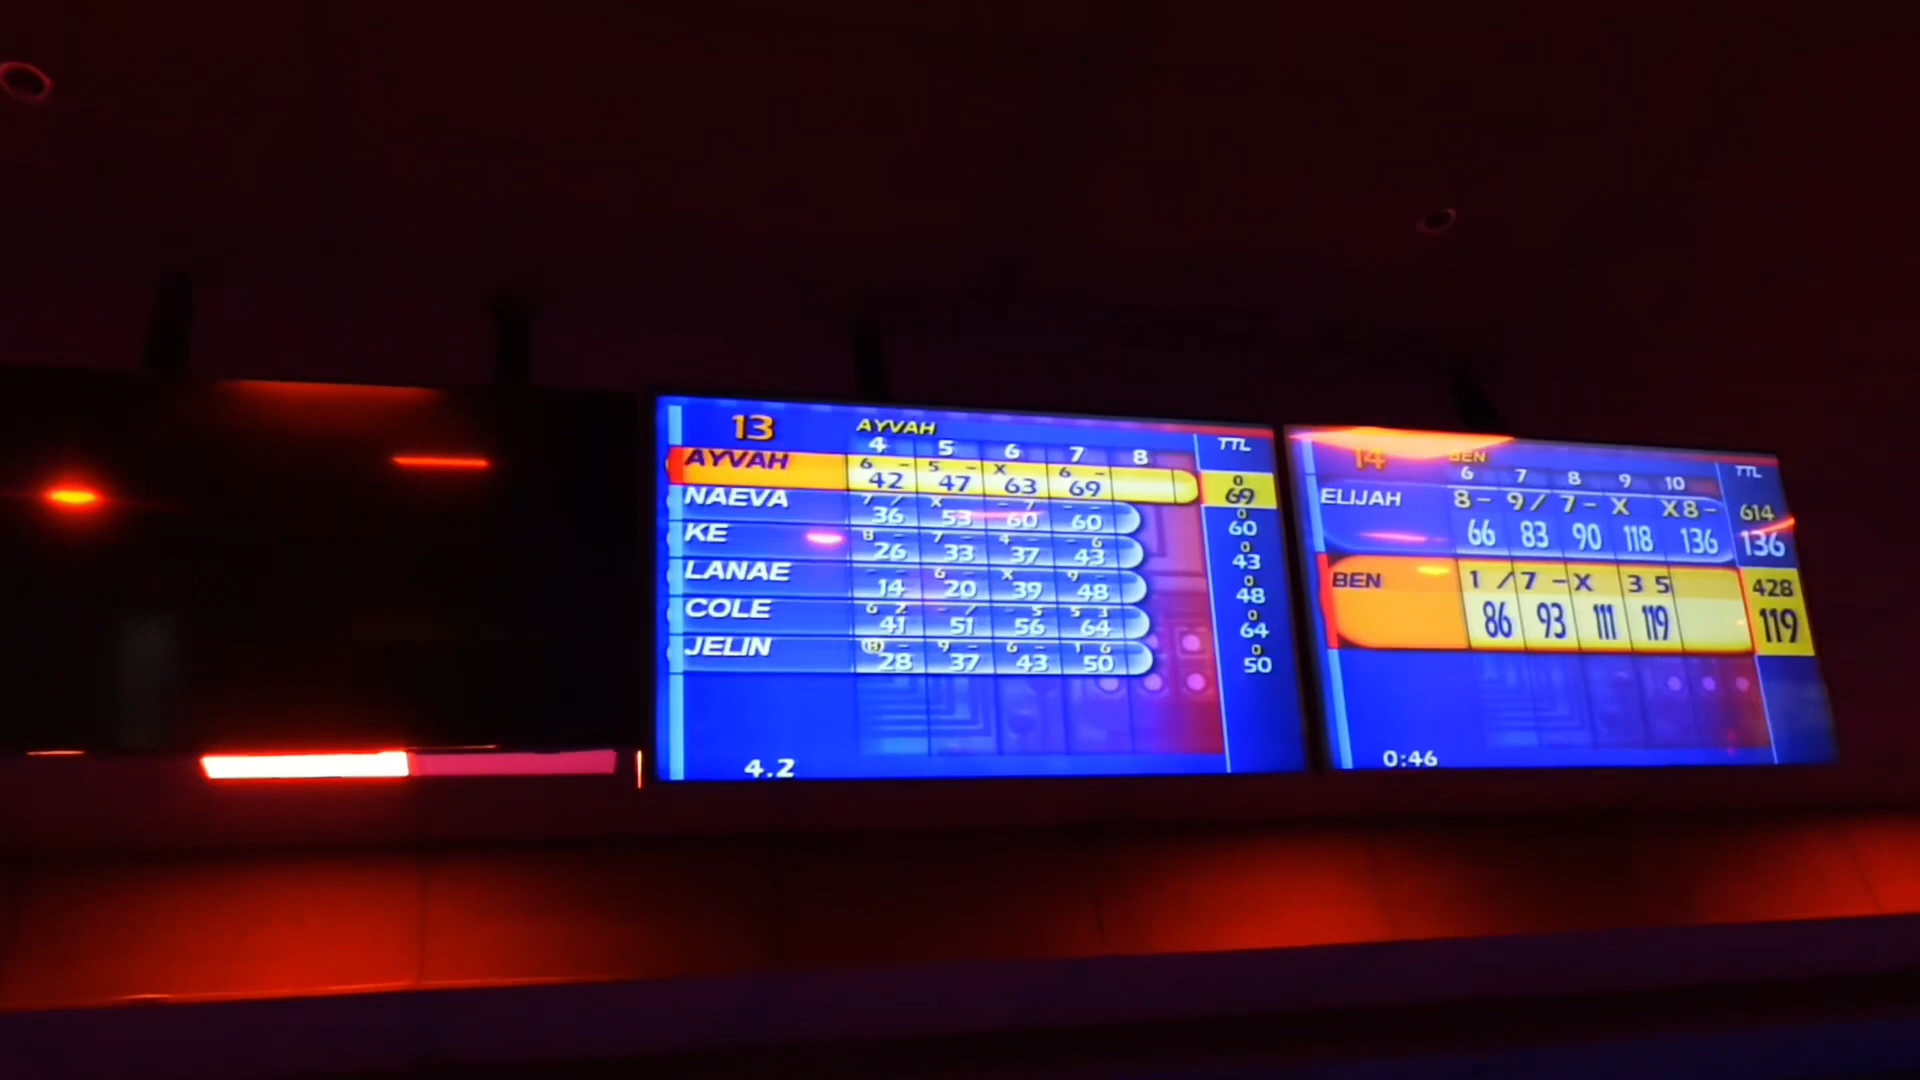 13 AYVAH
4 5 6 7 8 TTL
AYVAH 6 - 5 - X 6 - 0
42 47 63 69 69
NAEVA 7 / X - 7 - - 0
36 53 60 60 60
KE 8 - 7 - 4 - - 6 0
26 33 37 43 43
LANAE - - 6 - X 9 - 0
14 20 39 48 48
COLE 6 2 - / - 5 5 3 0
41 51 56 64 64
JELIN (8) - 9 - 6 - 1 6 0
28 37 43 50 50
4.2
14 BEN
6 7 8 9 10 TTL
ELIJAH 8 - 9 / 7 - X X 8 - 614
66 83 90 118 136 136
BEN 1 / 7 - X 3 5 428
86 93 111 119 119
0:46